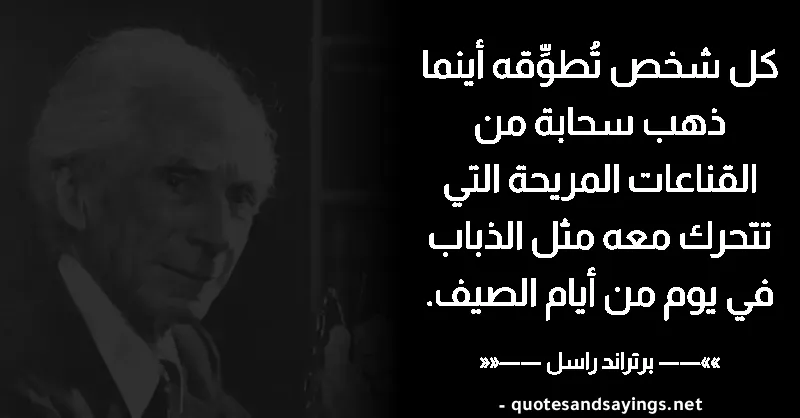 كل شخص تُطوِّقه أينما
ذهب سحابة من
القناعات المريحة التي
تتحرك معه مثل الذباب
في يوم من أيام الصيف.
»»—— برتراند راسل ——««
- quotesandsayings.net